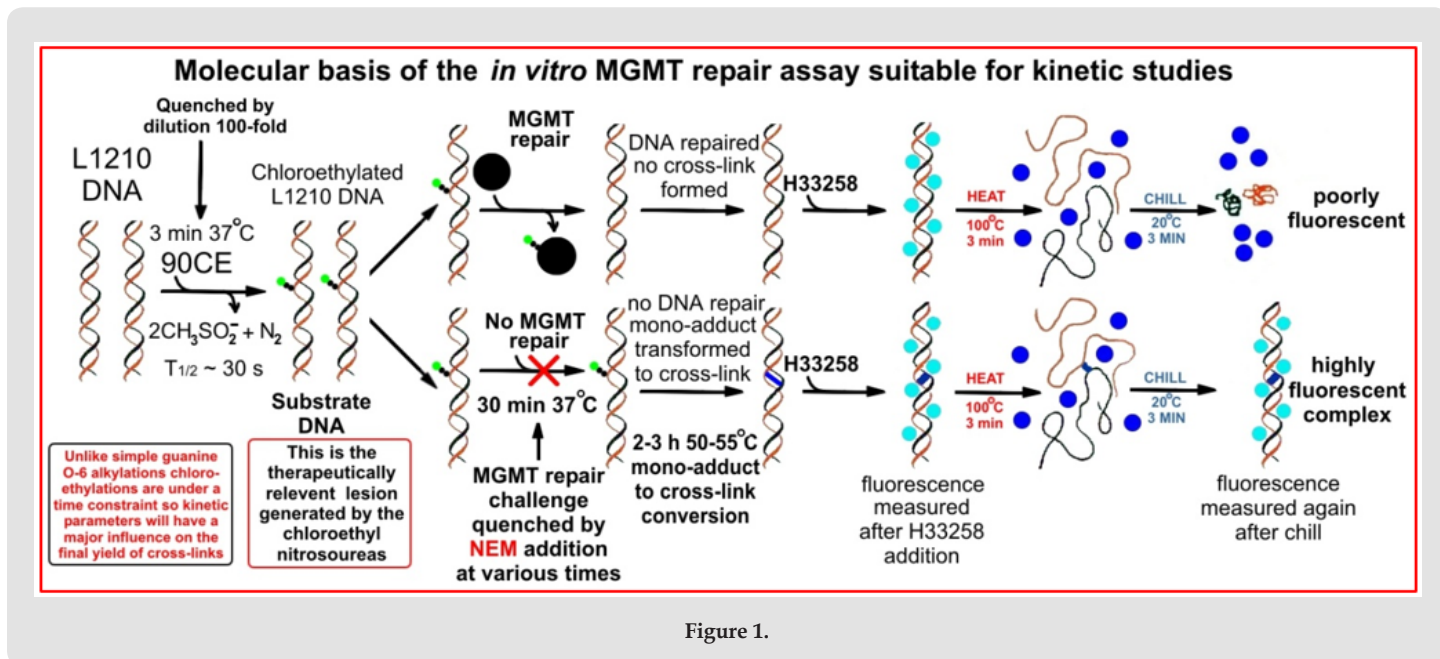 Molecular basis of the in vitro MGMT repair assay suitable for kinetic studies
Quenched by
dilution 100-fold
L1210
DNA
3 min 37°C
90CE
2CH3SO2- + N2
T1/2 ~ 30 s
Chloroethylated
L1210 DNA
Substrate
DNA
Unlike simple guanine
O-6 alkylations chloro-
ethylations are under a
time constraint so kinetic
parameters will have a
major influence on the
final yield of cross-links
This is the
therapeutically
relevent lesion
generated by the
chloroethyl
nitrosoureas
MGMT
repair
DNA repaired
no cross-link
formed
H33258
HEAT
100°C
3 min
CHILL
20°C
3 MIN
poorly
fluorescent
No MGMT
repair
30 min 37°C
MGMT repair
challenge
quenched by
NEM addition
at various times
no DNA repair
mono-adduct
transformed
to cross-link
2-3 h 50-55°C
mono-adduct
to cross-link
conversion
H33258
HEAT
100°C
3 min
CHILL
20°C
3 MIN
highly
fluorescent
complex
fluorescence
measured
after H33258
addition
fluorescence
measured again
after chill
Figure 1.